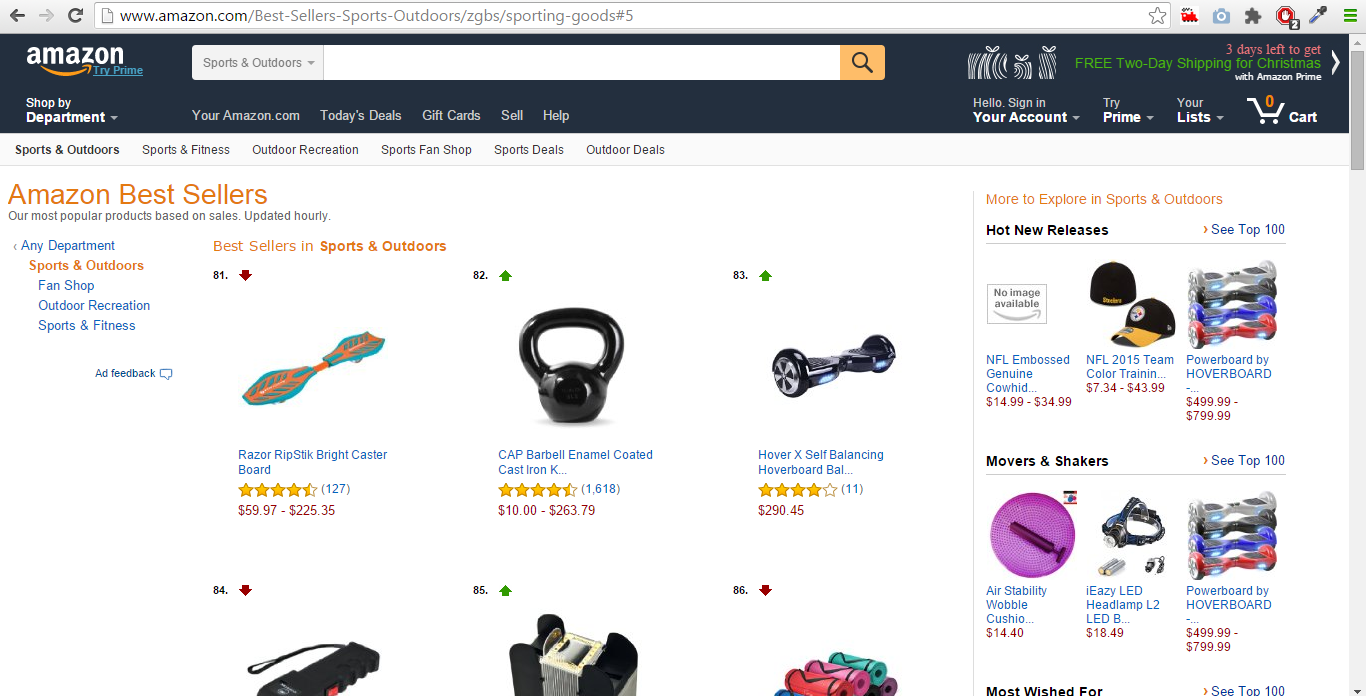 www.amazon.com/Best-Sellers-Sports-Outdoors/zgbs/sporting-goods#5
2
amazon
Try Prime
Sports & Outdoors
3 days left to get
FREE Two-Day Shipping for Christmas
with Amazon Prime
Shop by
Department
Your Amazon.com Today's Deals Gift Cards Sell Help
Hello. Sign in
Your Account
Try
Prime
Your
Lists
0
Cart
Sports & Outdoors Sports & Fitness Outdoor Recreation Sports Fan Shop Sports Deals Outdoor Deals
Amazon Best Sellers
Our most popular products based on sales. Updated hourly.
‹ Any Department
Sports & Outdoors
Fan Shop
Outdoor Recreation
Sports & Fitness
Ad feedback
Best Sellers in Sports & Outdoors
81.
Razor RipStik Bright Caster
Board
(127)
$59.97 - $225.35
82.
CAP Barbell Enamel Coated
Cast Iron K...
(1,618)
$10.00 - $263.79
83.
Hover X Self Balancing
Hoverboard Bal...
(11)
$290.45
84.
85.
86.
More to Explore in Sports & Outdoors
Hot New Releases
› See Top 100
No image
available
NFL Embossed
Genuine
Cowhid...
$14.99 - $34.99
NFL 2015 Team
Color Trainin...
$7.34 - $43.99
Powerboard by
HOVERBOARD
-...
$499.99 -
$799.99
Movers & Shakers
› See Top 100
Air Stability
Wobble
Cushio...
$14.40
iEazy LED
Headlamp L2
LED B...
$18.49
Powerboard by
HOVERBOARD
-...
$499.99 -
$799.99
Most Wished For
› See Top 100